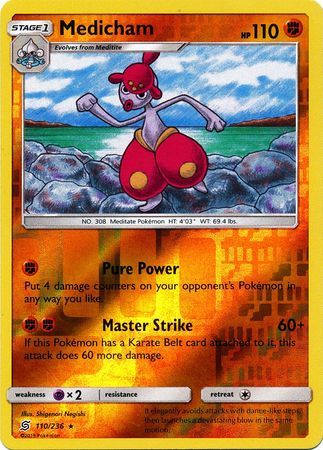 STAGE 1 Medicham HP 110
Evolves from Meditite
NO. 308 Meditate Pokémon HT: 4'03" WT: 69.4 lbs.
Pure Power
Put 4 damage counters on your opponent's Pokémon in
any way you like.
Master Strike 60+
If this Pokémon has a Karate Belt card attached to it, this
attack does 60 more damage.
weakness ×2 resistance retreat
Illus. Shigenori Negishi
110/236 ★
©2019 Pokémon
It elegantly avoids attacks with dance-like steps,
then launches a devastating blow in the same
motion.